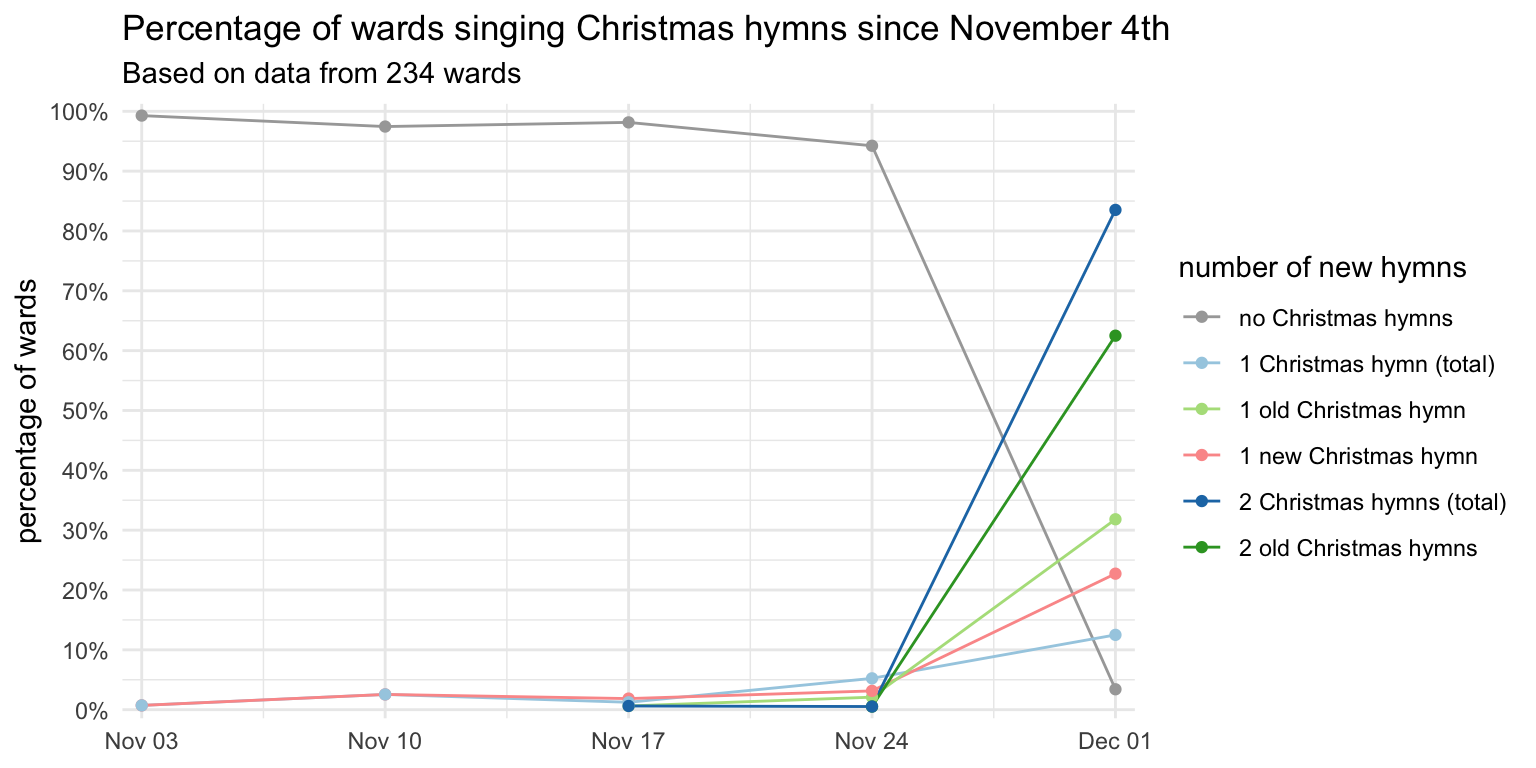 Percentage of wards singing Christmas hymns since November 4th
Based on data from 234 wards
percentage of wards
100%
90%
80%
70%
60%
50%
40%
30%
20%
10%
0%
Nov 03
Nov 10
Nov 17
Nov 24
Dec 01
number of new hymns
no Christmas hymns
1 Christmas hymn (total)
1 old Christmas hymn
1 new Christmas hymn
2 Christmas hymns (total)
2 old Christmas hymns